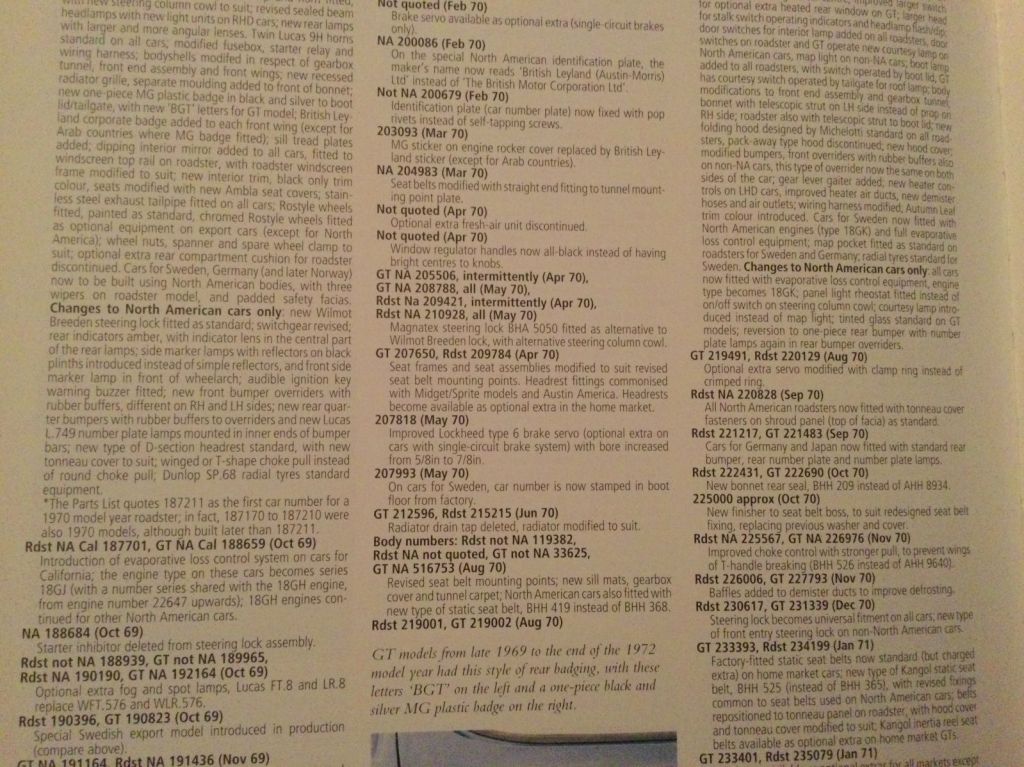 with new steering column cowl to suit; revised sealed beam
headlamps with new light units on RHD cars; new rear lamps
with larger and more angular lenses. Twin Lucas 9H horns
standard on all cars, modified fusebox, starter relay and
wiring harness; bodyshells modified in respect of gearbox
tunnel, front end assembly and front wings; new recessed
radiator grille, separate moulding added to front of bonnet;
new one-piece MG plastic badge in black and silver to boot
lid/tailgate, with new 'BGT' letters for GT model; British Ley-
land corporate badge added to each front wing (except for
Arab countries where MG badge fitted); sill tread plates
added; dipping interior mirror added to all cars, fitted to
windscreen top rail on roadster, with roadster windscreen
frame modified to suit; new interior trim, black only trim
colour, seats modified with new Ambla seat covers; stain-
less steel exhaust tailpipe fitted on all cars; Rostyle wheels
fitted, painted as standard, chromed Rostyle wheels fitted
as optional equipment on export cars (except for North
America); wheel nuts, spanner and spare wheel clamp to
suit; optional extra rear compartment cushion for roadster
discontinued. Cars for Sweden, Germany (and later Norway)
now to be built using North American bodies, with three
wipers on roadster model, and padded safety facias.
Changes to North American cars only: new Wilmot
Breeden steering lock fitted as standard; switchgear revised;
rear indicators amber, with indicator lens in the central part
of the rear lamps; side marker lamps with reflectors on black
plinths introduced instead of simple reflectors, and front side
marker lamp in front of wheelarch; audible ignition key
warning buzzer fitted; new front bumper overriders with
rubber buffers, different on RH and LH sides; new rear quar-
ter bumpers with rubber buffers to overriders and new Lucas
L.749 number plate lamps mounted in inner ends of bumper
bars; new type of D-section headrest standard, with new
tonneau cover to suit; winged or T-shape choke pull instead
of round choke pull; Dunlop SP.68 radial tyres standard
equipment.
*The Parts List quotes 187211 as the first car number for a
1970 model year roadster; in fact, 187170 to 187210 were
also 1970 models, although built later than 187211.
Rdst NA Cal 187701, GT NA Cal 188659 (Oct 69)
Introduction of evaporative loss control system on cars for
California; the engine type on these cars becomes series
18GJ (with a number series shared with the 18GH engine,
from engine number 22647 upwards); 18GH engines con-
tinued for other North American cars.
NA 188684 (Oct 69)
Starter inhibitor deleted from steering lock assembly.
Rdst not NA 188939, GT not NA 189965,
Rdst NA 190190, GT NA 192164 (Oct 69)
Optional extra fog and spot lamps, Lucas FT.8 and LR.8
replace WFT.576 and WLR.576.
Rdst 190396, GT 190823 (Oct 69)
Special Swedish export model introduced in production
(compare above).
GT NA 191164, Rdst NA 191436 (Nov 69)
Not quoted (Feb 70)
Brake servo available as optional extra (single-circuit brakes
only).
NA 200086 (Feb 70)
On the special North American identification plate, the
maker's name now reads 'British Leyland (Austin-Morris)
Ltd' instead of 'The British Motor Corporation Ltd'.
Not NA 200679 (Feb 70)
Identification plate (car number plate) now fixed with pop
rivets instead of self-tapping screws.
203093 (Mar 70)
MG sticker on engine rocker cover replaced by British Ley-
land sticker (except for Arab countries).
NA 204983 (Mar 70)
Seat belts modified with straight end fitting to tunnel mount-
ing point plate.
Not quoted (Apr 70)
Optional extra fresh-air unit discontinued.
Not quoted (Apr 70)
Window regulator handles now all-black instead of having
bright centres to knobs.
GT NA 205506, intermittently (Apr 70),
GT NA 208788, all (May 70),
Rdst Na 209421, intermittently (Apr 70),
Rdst NA 210928, all (May 70)
Magnatex steering lock BHA 5050 fitted as alternative to
Wilmot Breeden lock, with alternative steering column cowl.
GT 207650, Rdst 209784 (Apr 70)
Seat frames and seat assemblies modified to suit revised
seat belt mounting points. Headrest fittings commonised
with Midget/Sprite models and Austin America. Headrests
become available as optional extra in the home market.
207818 (May 70)
Improved Lockheed type 6 brake servo (optional extra on
cars with single-circuit brake system) with bore increased
from 5/8in to 7/8in.
207993 (May 70)
On cars for Sweden, car number is now stamped in boot
floor from factory.
GT 212596, Rdst 215215 (Jun 70)
Radiator drain tap deleted, radiator modified to suit.
Body numbers: Rdst not NA 119382,
Rdst NA not quoted, GT not NA 33625,
GT NA 516753 (Aug 70)
Revised seat belt mounting points; new sill mats, gearbox
cover and tunnel carpet; North American cars also fitted with
new type of static seat belt, BHH 419 instead of BHH 368.
Rdst 219001, GT 219002 (Aug 70)
GT models from late 1969 to the end of the 1972
model year had this style of rear badging, with these
letters 'BGT' on the left and a one-piece black and
silver MG plastic badge on the right.
improved larger switch
for optional extra heated rear window on GT; larger head
for stalk switch operating indicators and headlamp flash/dip;
door switches for interior lamp added on all roadsters, door
switches on roadster and GT operate new courtesy lamp on
North American cars, map light on non-NA cars; boot lamp
added to all roadsters, with switch operated by boot lid, GT
has courtesy switch operated by tailgate for roof lamp; body
modifications to front end assembly and gearbox tunnel;
bonnet with telescopic strut on LH side instead of prop on
RH side; roadster also with telescopic strut to boot lid; new
folding hood designed by Michelotti standard on all road-
sters, pack-away type hood discontinued; new hood cover;
modified bumpers, front overriders with rubber buffers also
on non-NA cars, this type of overrider now the same on both
sides of the car; gear lever gaiter added; new heater con-
trols on LHD cars, improved heater air ducts, new demister
hoses and air outlets; wiring harness modified; Autumn Leaf
trim colour introduced. Cars for Sweden now fitted with
North American engines (type 18GK) and full evaporative
loss control equipment; map pocket fitted as standard on
roadsters for Sweden and Germany; radial tyres standard for
Sweden. Changes to North American cars only: all cars
now fitted with evaporative loss control equipment, engine
type becomes 18GK; panel light rheostat fitted instead of
on/off switch on steering column cowl; courtesy lamp intro-
duced instead of map light; tinted glass standard on GT
models; reversion to one-piece rear bumper with number
plate lamps again in rear bumper overriders.
GT 219491, Rdst 220129 (Aug 70)
Optional extra servo modified with clamp ring instead of
crimped ring.
Rdst NA 220828 (Sep 70)
All North American roadsters now fitted with tonneau cover
fasteners on shroud panel (top of facia) as standard.
Rdst 221217, GT 221483 (Sep 70)
Cars for Germany and Japan now fitted with standard rear
bumper, rear number plate and number plate lamps.
Rdst 222431, GT 222690 (Oct 70)
New bonnet rear seal, BHH 209 instead of AHH 8934.
225000 approx (Oct 70)
New finisher to seat belt boss, to suit redesigned seat belt
fixing, replacing previous washer and cover.
Rdst NA 225567, GT NA 226976 (Nov 70)
Improved choke control with stronger pull, to prevent wings
of T-handle breaking (BHH 526 instead of AHH 9640).
Rdst 226006, GT 227793 (Nov 70)
Baffles added to demister ducts to improve defrosting.
Rdst 230617, GT 231339 (Dec 70)
Steering lock becomes universal fitment on all cars; new type
of front entry steering lock on non-North American cars.
GT 233393, Rdst 234199 (Jan 71)
Factory-fitted static seat belts now standard (but charged
extra) on home market cars; new type of Kangol static seat
belt, BHH 525 (instead of BHH 365), with revised fixings
common to seat belts used on North American cars; belts
repositioned to tonneau panel on roadster, with hood cover
and tonneau cover modified to suit; Kangol inertia reel seat
belts available as optional extra on home market GTs.
GT 233401, Rdst 235079 (Jan 71)